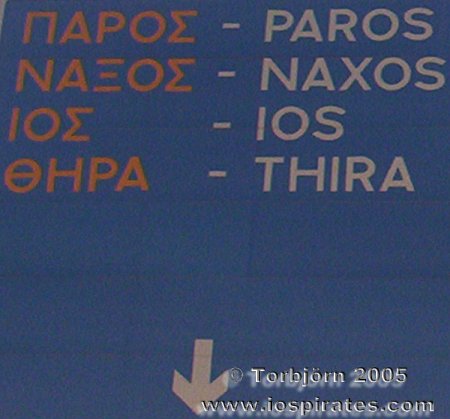 ΠΑΡΟΣ - PAROS
ΝΑΞΟΣ - NAXOS
ΙΟΣ - IOS
ΘΗΡΑ - THIRA
© Torbjörn 2005
www.iospirates.com